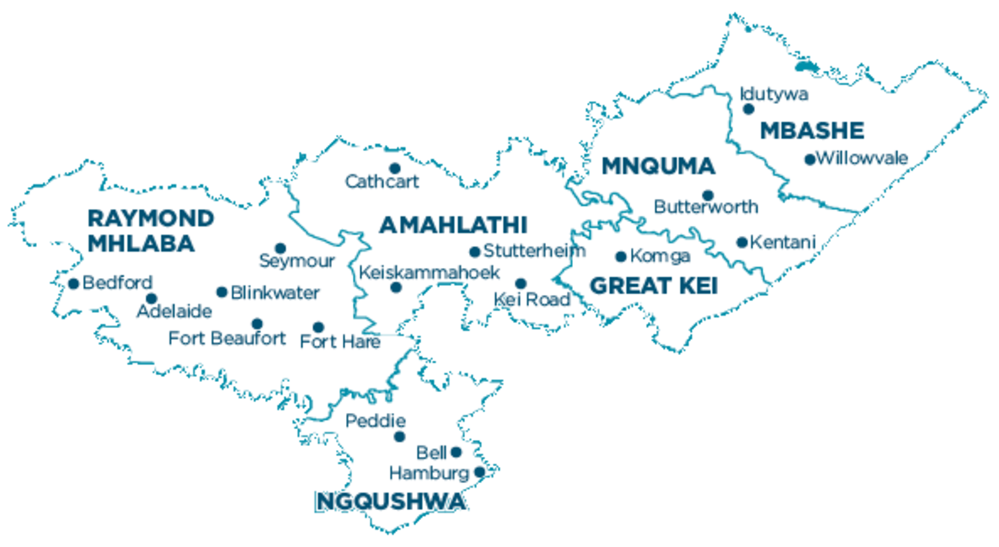 Idutywa
MBASHE
Willowvale
MNQUMA
Butterworth
Kentani
Cathcart
AMAHLATHI
Stutterheim
Keiskammahoek
Kei Road
Komga
GREAT KEI
RAYMOND
MHLABA
Seymour
Bedford
Adelaide
Blinkwater
Fort Beaufort
Fort Hare
Peddie
Bell
Hamburg
NGQUSHWA